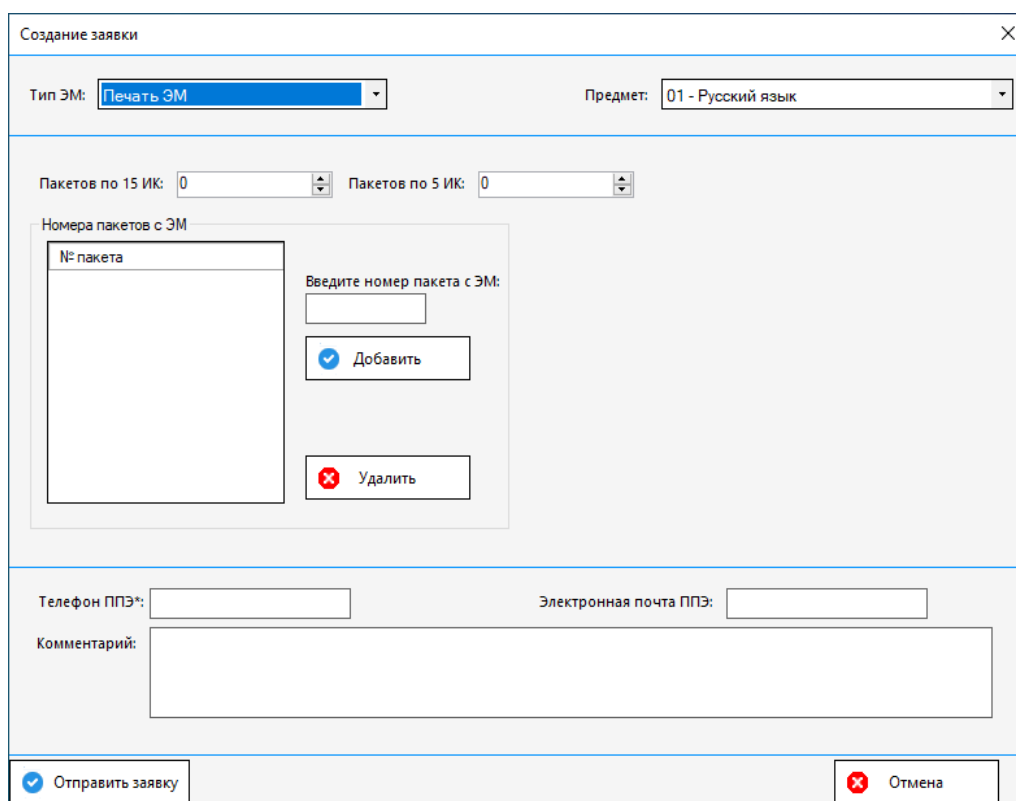 Создание заявки
Тип ЭМ: Печать ЭМ Предмет: 01 - Русский язык
Пакетов по 15 ИК: 0 Пакетов по 5 ИК: 0
Номера пакетов с ЭМ
№ пакета
Введите номер пакета с ЭМ:
Добавить
Удалить
Телефон ППЭ*: Электронная почта ППЭ:
Комментарий:
Отправить заявку Отмена